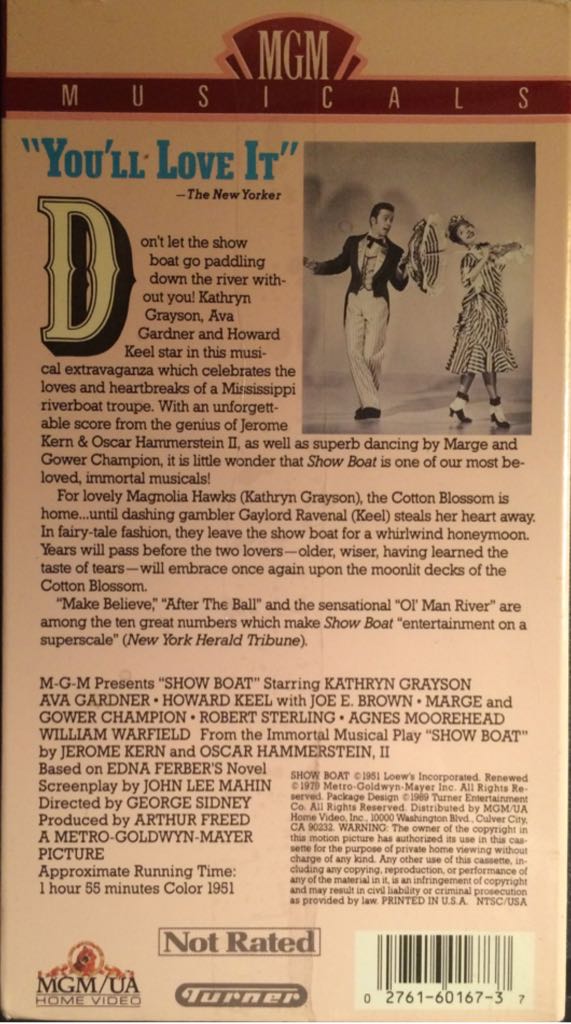 MGM
MUSICALS
"YOU'LL LOVE IT"
—The New Yorker
Don't let the show
boat go paddling
down the river with-
out you! Kathryn
Grayson, Ava
Gardner and Howard
Keel star in this musi-
cal extravaganza which celebrates the
loves and heartbreaks of a Mississippi
riverboat troupe. With an unforgett-
able score from the genius of Jerome
Kern & Oscar Hammerstein II, as well as superb dancing by Marge and
Gower Champion, it is little wonder that Show Boat is one of our most be-
loved, immortal musicals!
For lovely Magnolia Hawks (Kathryn Grayson), the Cotton Blossom is
home...until dashing gambler Gaylord Ravenal (Keel) steals her heart away.
In fairy-tale fashion, they leave the show boat for a whirlwind honeymoon.
Years will pass before the two lovers—older, wiser, having learned the
taste of tears—will embrace once again upon the moonlit decks of the
Cotton Blossom.
"Make Believe," "After The Ball" and the sensational "Ol' Man River" are
among the ten great numbers which make Show Boat "entertainment on a
superscale" (New York Herald Tribune).
M-G-M Presents "SHOW BOAT" Starring KATHRYN GRAYSON
AVA GARDNER • HOWARD KEEL with JOE E. BROWN • MARGE and
GOWER CHAMPION • ROBERT STERLING • AGNES MOOREHEAD
WILLIAM WARFIELD From the Immortal Musical Play "SHOW BOAT"
by JEROME KERN and OSCAR HAMMERSTEIN, II
Based on EDNA FERBER'S Novel
Screenplay by JOHN LEE MAHIN
Directed by GEORGE SIDNEY
Produced by ARTHUR FREED
A METRO-GOLDWYN-MAYER
PICTURE
Approximate Running Time:
1 hour 55 minutes Color 1951
SHOW BOAT ©1951 Loew's Incorporated. Renewed
©1979 Metro-Goldwyn-Mayer Inc. All Rights Re-
served. Package Design ©1989 Turner Entertainment
Co. All Rights Reserved. Distributed by MGM/UA
Home Video, Inc., 10000 Washington Blvd., Culver City,
CA 90232. WARNING: The owner of the copyright in
this motion picture has authorized its use in this cas-
sette for the purpose of private home viewing without
charge of any kind. Any other use of this cassette, in-
cluding any copying, reproduction, or performance of
any of the material in it, is an infringement of copyright
and may result in civil liability or criminal prosecution
as provided by law. PRINTED IN U.S.A. NTSC/USA
Not Rated
MGM/UA
HOME VIDEO
Turner
0 2761-60167-3 7